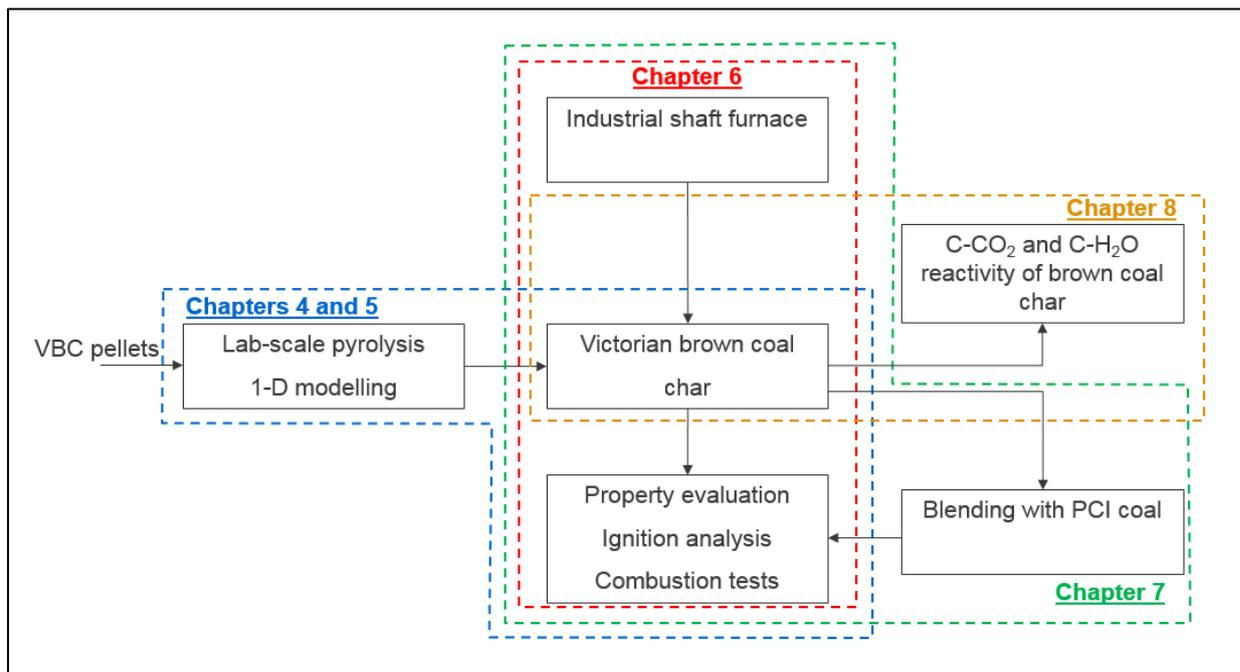 Chapter 6
Industrial shaft furnace
Chapter 8
C-CO₂ and C-H₂O
reactivity of brown coal
char
Chapters 4 and 5
VBC pellets
Lab-scale pyrolysis
1-D modelling
Victorian brown coal
char
Property evaluation
Ignition analysis
Combustion tests
Blending with PCI coal
Chapter 7